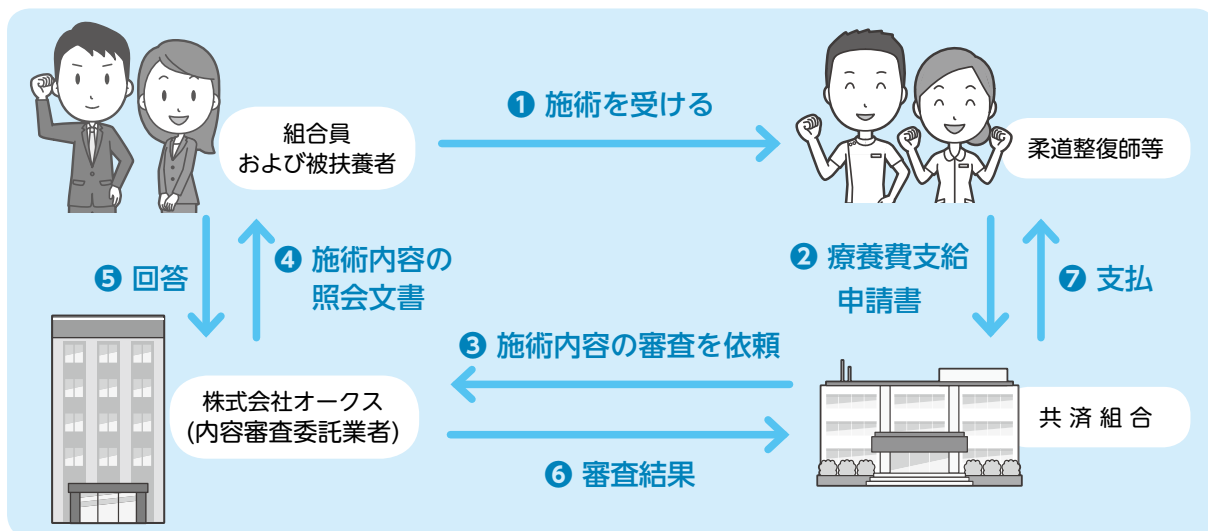 ❶ 施術を受ける
組合員
および被扶養者
柔道整復師等
❺ 回答
❹ 施術内容の
照会文書
❷ 療養費支給
申請書
❼ 支払
❸ 施術内容の審査を依頼
株式会社オークス
(内容審査委託業者)
共済組合
❻ 審査結果